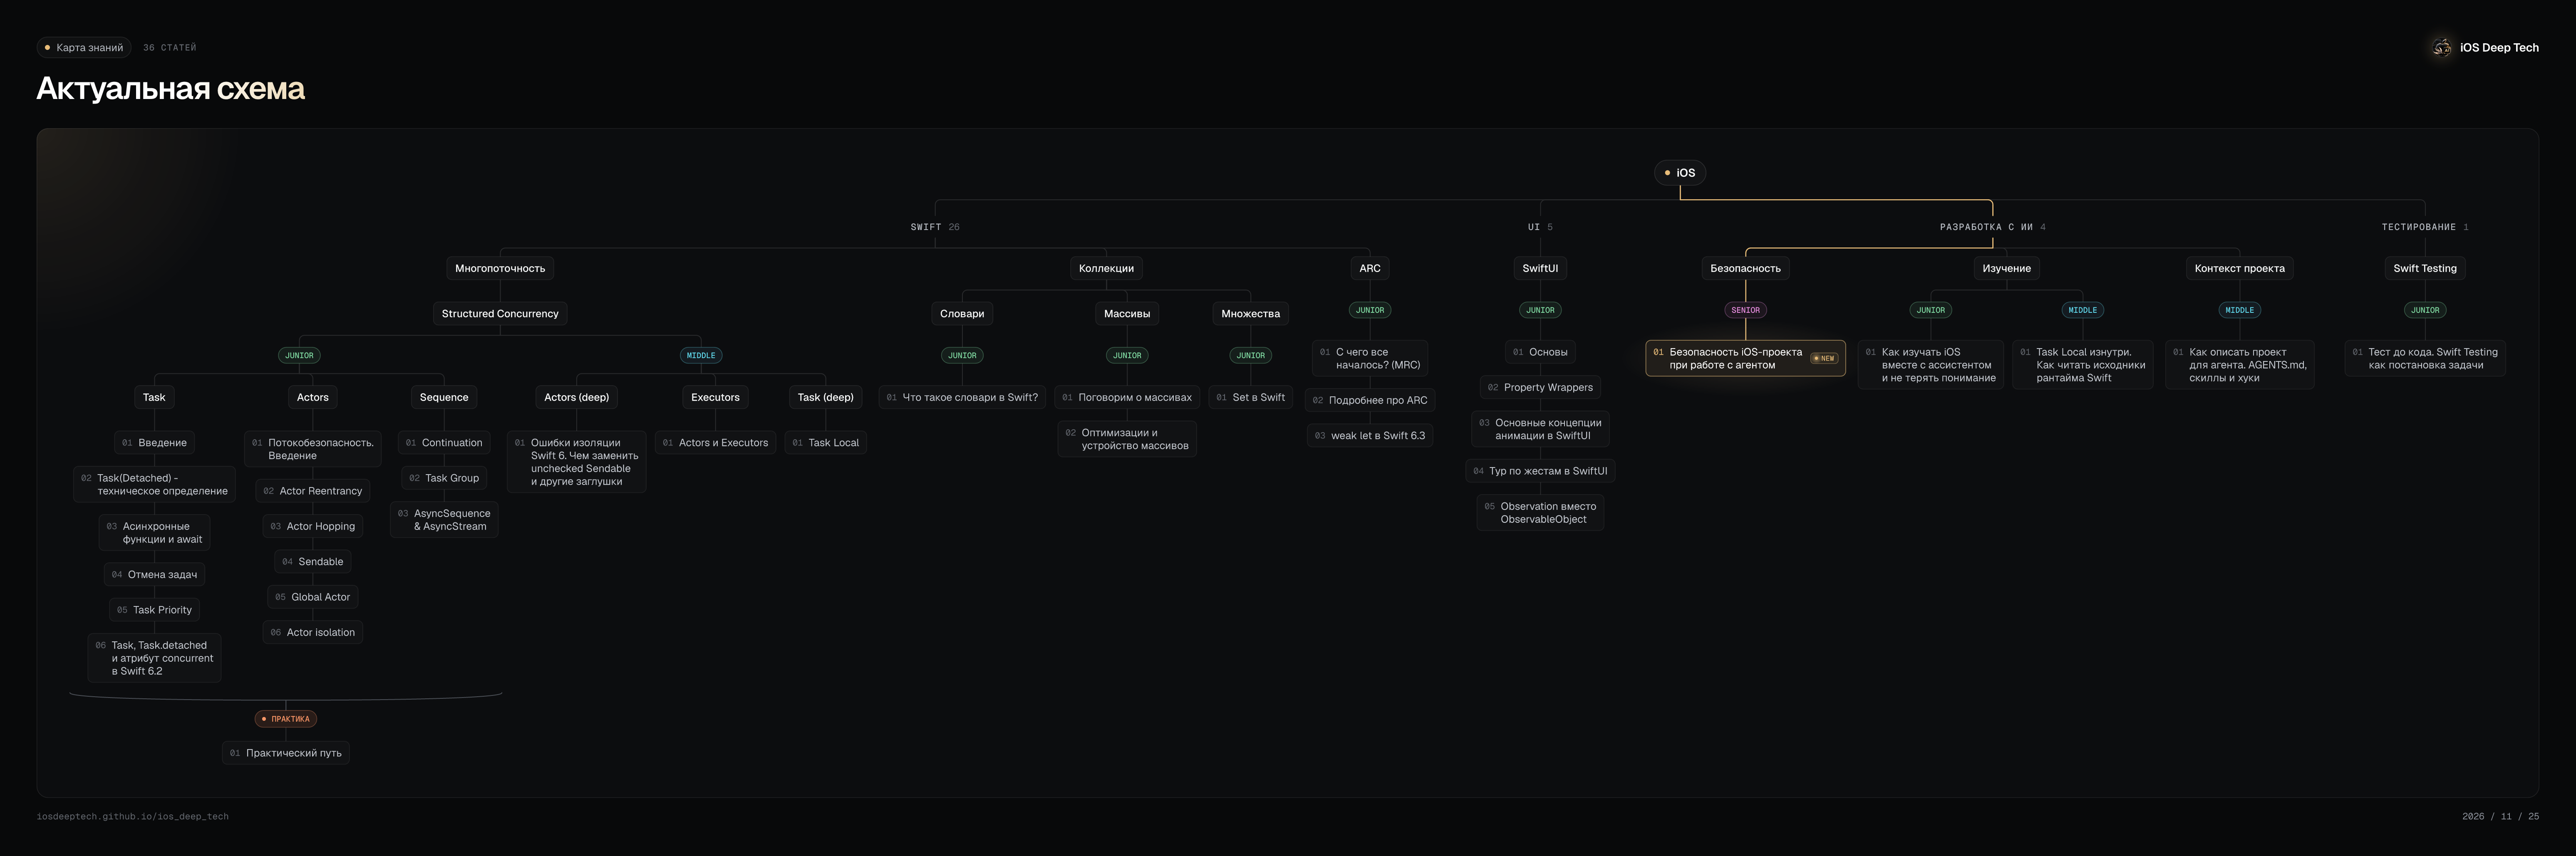 Карта знаний
36 СТАТЕЙ
iOS Deep Tech
Актуальная схема
iOS
SWIFT 26
UI 5
РАЗРАБОТКА С ИИ 4
ТЕСТИРОВАНИЕ 1
Многопоточность
Коллекции
ARC
SwiftUI
Безопасность
Изучение
Контекст проекта
Swift Testing
Structured Concurrency
Словари
Массивы
Множества
JUNIOR
JUNIOR
SENIOR
JUNIOR
MIDDLE
MIDDLE
JUNIOR
JUNIOR
MIDDLE
JUNIOR
JUNIOR
JUNIOR
Task
Actors
Sequence
Actors (deep)
Executors
Task (deep)
01 Введение
02 Task(Detached) -
техническое определение
03 Асинхронные
функции и await
04 Отмена задач
05 Task Priority
06 Task, Task.detached
и атрибут concurrent
в Swift 6.2
01 Потокобезопасность.
Введение
02 Actor Reentrancy
03 Actor Hopping
04 Sendable
05 Global Actor
06 Actor isolation
01 Continuation
02 Task Group
03 AsyncSequence
& AsyncStream
01 Ошибки изоляции
Swift 6. Чем заменить
unchecked Sendable
и другие заглушки
01 Actors и Executors
01 Task Local
01 Что такое словари в Swift?
01 Поговорим о массивах
02 Оптимизации и
устройство массивов
01 Set в Swift
01 С чего все
началось? (MRC)
02 Подробнее про ARC
03 weak let в Swift 6.3
01 Основы
02 Property Wrappers
03 Основные концепции
анимации в SwiftUI
04 Тур по жестам в SwiftUI
05 Observation вместо
ObservableObject
01 Безопасность iOS-проекта
при работе с агентом
NEW
01 Как изучать iOS
вместе с ассистентом
и не терять понимание
01 Task Local изнутри.
Как читать исходники
рантайма Swift
01 Как описать проект
для агента. AGENTS.md,
скиллы и хуки
01 Тест до кода. Swift Testing
как постановка задачи
ПРАКТИКА
01 Практический путь
iosdeeptech.github.io/ios_deep_tech
2026 / 11 / 25